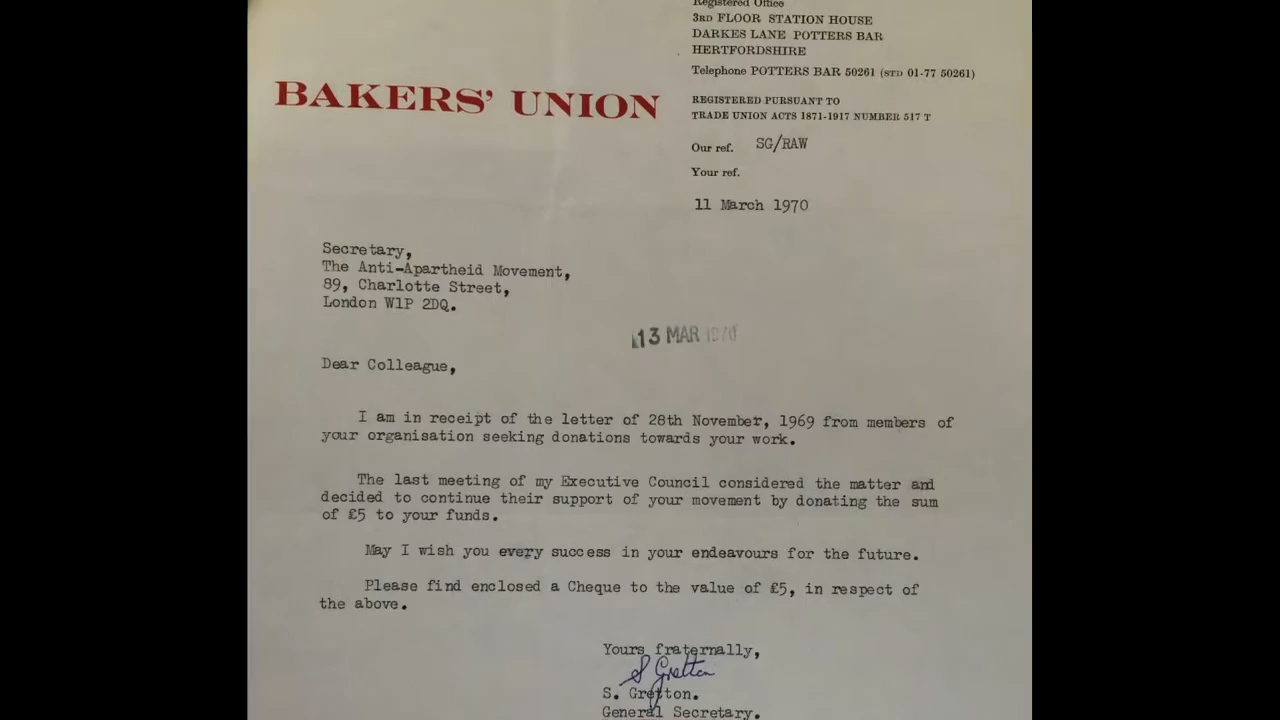 Registered Office
3RD FLOOR STATION HOUSE
DARKES LANE POTTERS BAR
HERTFORDSHIRE
Telephone POTTERS BAR 50261 (STD 01-77 50261)
BAKERS' UNION
REGISTERED PURSUANT TO
TRADE UNION ACTS 1871-1917 NUMBER 517 T
Our ref. SG/RAW
Your ref.
11 March 1970
Secretary,
The Anti-Apartheid Movement,
89, Charlotte Street,
London W1P 2DQ.
13 MAR 1970
Dear Colleague,
I am in receipt of the letter of 28th November, 1969 from members of
your organisation seeking donations towards your work.
The last meeting of my Executive Council considered the matter and
decided to continue their support of your movement by donating the sum
of £5 to your funds.
May I wish you every success in your endeavours for the future.
Please find enclosed a Cheque to the value of £5, in respect of
the above.
Yours fraternally,
S Gretton
S. Gretton.
General Secretary.